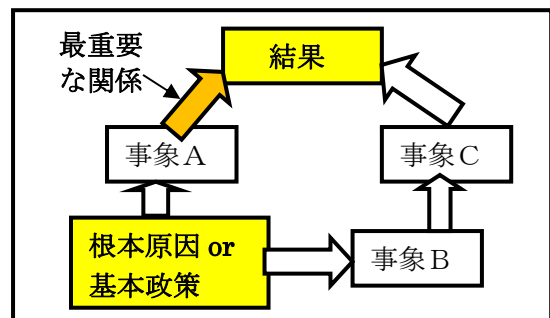 最重要
な関係
結果
事象Ａ
事象Ｃ
根本原因 or
基本政策
事象Ｂ